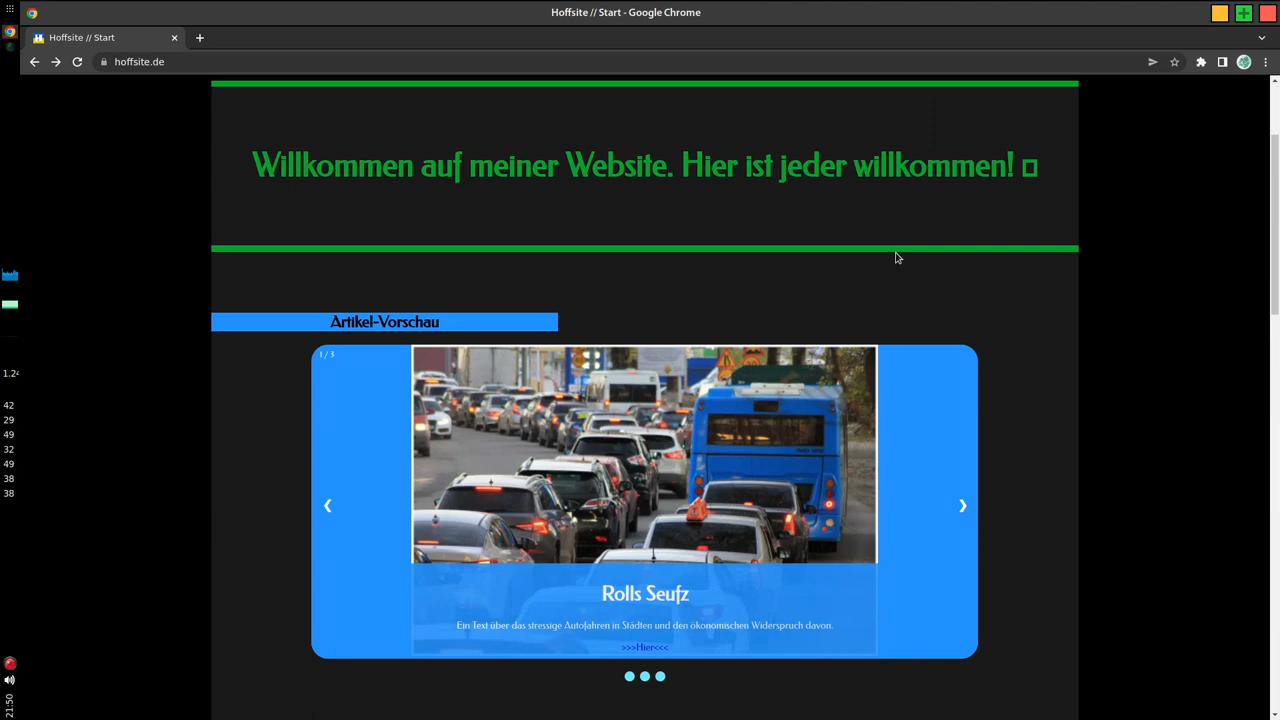 Hoffsite // Start - Google Chrome
Hoffsite // Start
hoffsite.de
Willkommen auf meiner Website. Hier ist jeder willkommen!
Artikel-Vorschau
1 / 3
❮
❯
Rolls Seufz
Ein Text über das stressige Autofahren in Städten und den ökonomischen Widerspruch davon.
>>>Hier<<<
1.24
42
29
49
32
49
38
38
21:50